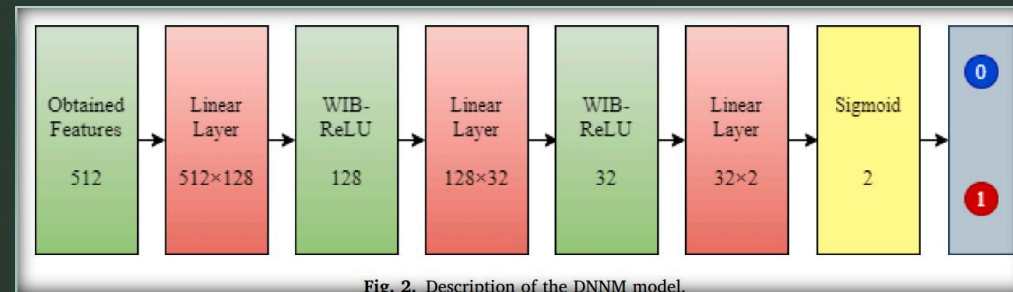 Obtained
Features
512
Linear
Layer
512×128
WIB-
ReLU
128
Linear
Layer
128×32
WIB-
ReLU
32
Linear
Layer
32×2
Sigmoid
2
0
1
Fig. 2. Description of the DNNM model.